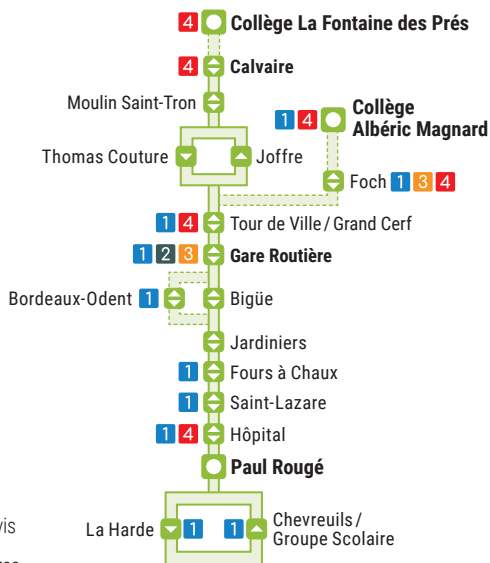 4 Collège La Fontaine des Prés
4 Calvaire
Moulin Saint-Tron
1 4 Collège
Albéric Magnard
Thomas Couture
Joffre
Foch 1 3 4
1 4 Tour de Ville / Grand Cerf
1 2 3 Gare Routière
Bordeaux-Odent 1
Bigüe
Jardiniers
1 Fours à Chaux
1 Saint-Lazare
1 4 Hôpital
Paul Rougé
vis
La Harde 1
1 Chevreuils /
Groupe Scolaire